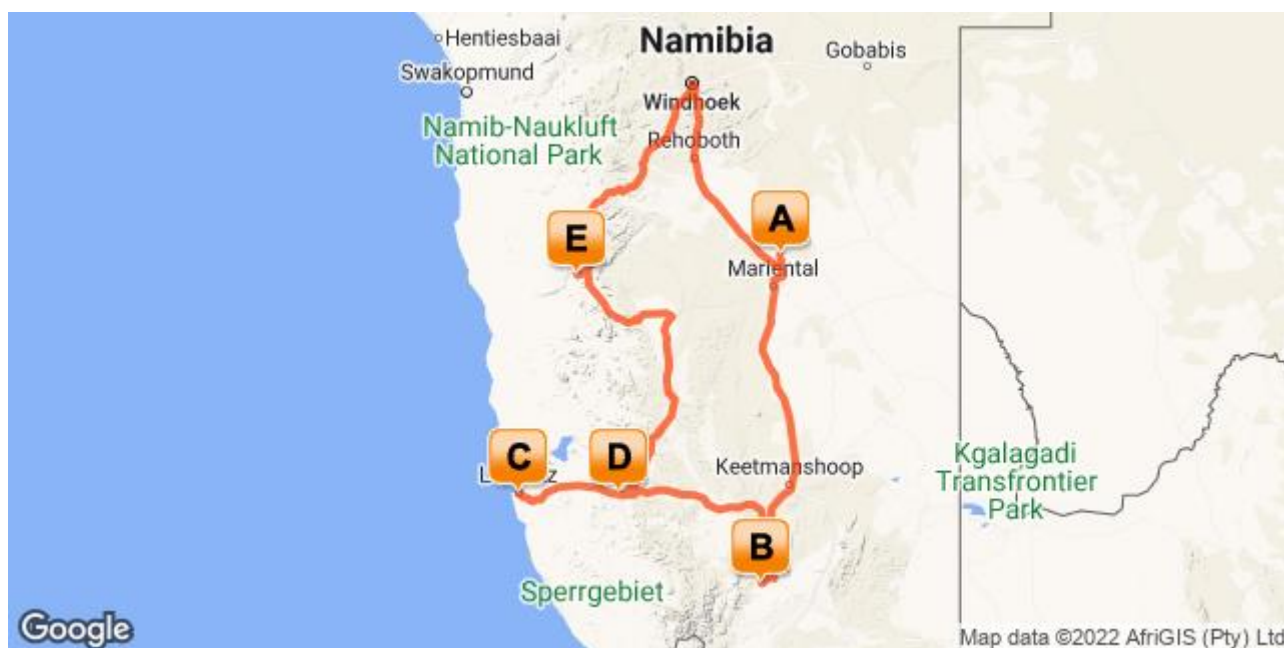 Hentiesbaai
Namibia
Gobabis
Swakopmund
Windhoek
Namib-Naukluft
National Park
Rehoboth
A
E
Mariental
C
D
Keetmanshoop
Kgalagadi
Transfrontier
Park
B
Sperrgebiet
Google
Map data ©2022 AfriGIS (Pty) Ltd